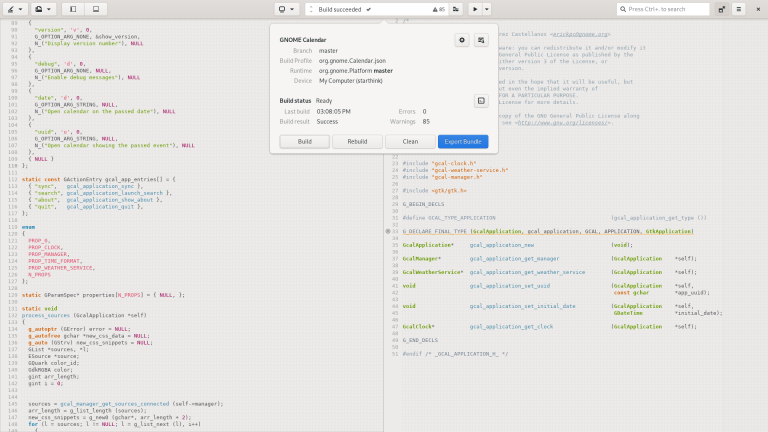 Build succeeded
85
Press Ctrl+. to search
GNOME Calendar
Branch master
Build Profile org.gnome.Calendar.json
Runtime org.gnome.Platform master
Device My Computer (starthink)
Build status Ready
Last build 03:08:05 PM Errors 0
Build result Success Warnings 85
Build Rebuild Clean Export Bundle
89 {
90 "version", 'v', 0,
91 G_OPTION_ARG_NONE, &show_version,
92 N_("Display version number"), NULL
93 },
94 {
95 "debug", 'd', 0,
96 G_OPTION_ARG_NONE, NULL,
97 N_("Enable debug messages"), NULL
98 },
99 {
100 "date", 'd', 0,
101 G_OPTION_ARG_STRING, NULL,
102 N_("Open calendar on the passed date"), NULL
103 },
104 {
105 "uuid", 'u', 0,
106 G_OPTION_ARG_STRING, NULL,
107 N_("Open calendar showing the passed event"), NULL
108 },
109 { NULL }
110 };
111
112 static const GActionEntry gcal_app_entries[] = {
113 { "sync", gcal_application_sync },
114 { "search", gcal_application_launch_search },
115 { "about", gcal_application_show_about },
116 { "quit", gcal_application_quit },
117 };
118
119 enum
120 {
121 PROP_0,
122 PROP_CLOCK,
123 PROP_MANAGER,
124 PROP_TIME_FORMAT,
125 PROP_WEATHER_SERVICE,
126 N_PROPS
127 };
128
129 static GParamSpec* properties[N_PROPS] = { NULL, };
130
131 static void
132 process_sources (GcalApplication *self)
133 {
134 g_autoptr (GError) error = NULL;
135 g_autofree gchar *new_css_data = NULL;
136 g_auto (GStrv) new_css_snippets = NULL;
137 GList *sources, *l;
138 ESource *source;
139 GQuark color_id;
140 GdkRGBA color;
141 gint arr_length;
142 gint i = 0;
143
144
145 sources = gcal_manager_get_sources_connected (self->manager);
146 arr_length = g_list_length (sources);
147 new_css_snippets = g_new0 (gchar*, arr_length + 2);
148 for (l = sources; l != NULL; l = g_list_next (l), i++)
149 {
/*
res Castellanos <ericksc@gnome.org>
ware: you can redistribute it and/or modify it
General Public License as published by the
either version 3 of the License, or
version.
d in the hope that it will be useful, but
out even the implied warranty of
FOR A PARTICULAR PURPOSE.
License for more details.
copy of the GNU General Public License along
see <http://www.gnu.org/licenses/>.
23 #include "gcal-clock.h"
24 #include "gcal-weather-service.h"
25 #include "gcal-manager.h"
26
27 #include <gtk/gtk.h>
28
29 G_BEGIN_DECLS
30
31 #define GCAL_TYPE_APPLICATION (gcal_application_get_type ())
32
33 G_DECLARE_FINAL_TYPE (GcalApplication, gcal_application, GCAL, APPLICATION, GtkApplication)
34
35 GcalApplication* gcal_application_new (void);
36
37 GcalManager* gcal_application_get_manager (GcalApplication *self);
38
39 GcalWeatherService* gcal_application_get_weather_service (GcalApplication *self);
40
41 void gcal_application_set_uuid (GcalApplication *self,
42 const gchar *app_uuid);
43
44 void gcal_application_set_initial_date (GcalApplication *self,
45 GDateTime *initial_date);
46
47 GcalClock* gcal_application_get_clock (GcalApplication *self);
48
49 G_END_DECLS
50
51 #endif /* _GCAL_APPLICATION_H_ */